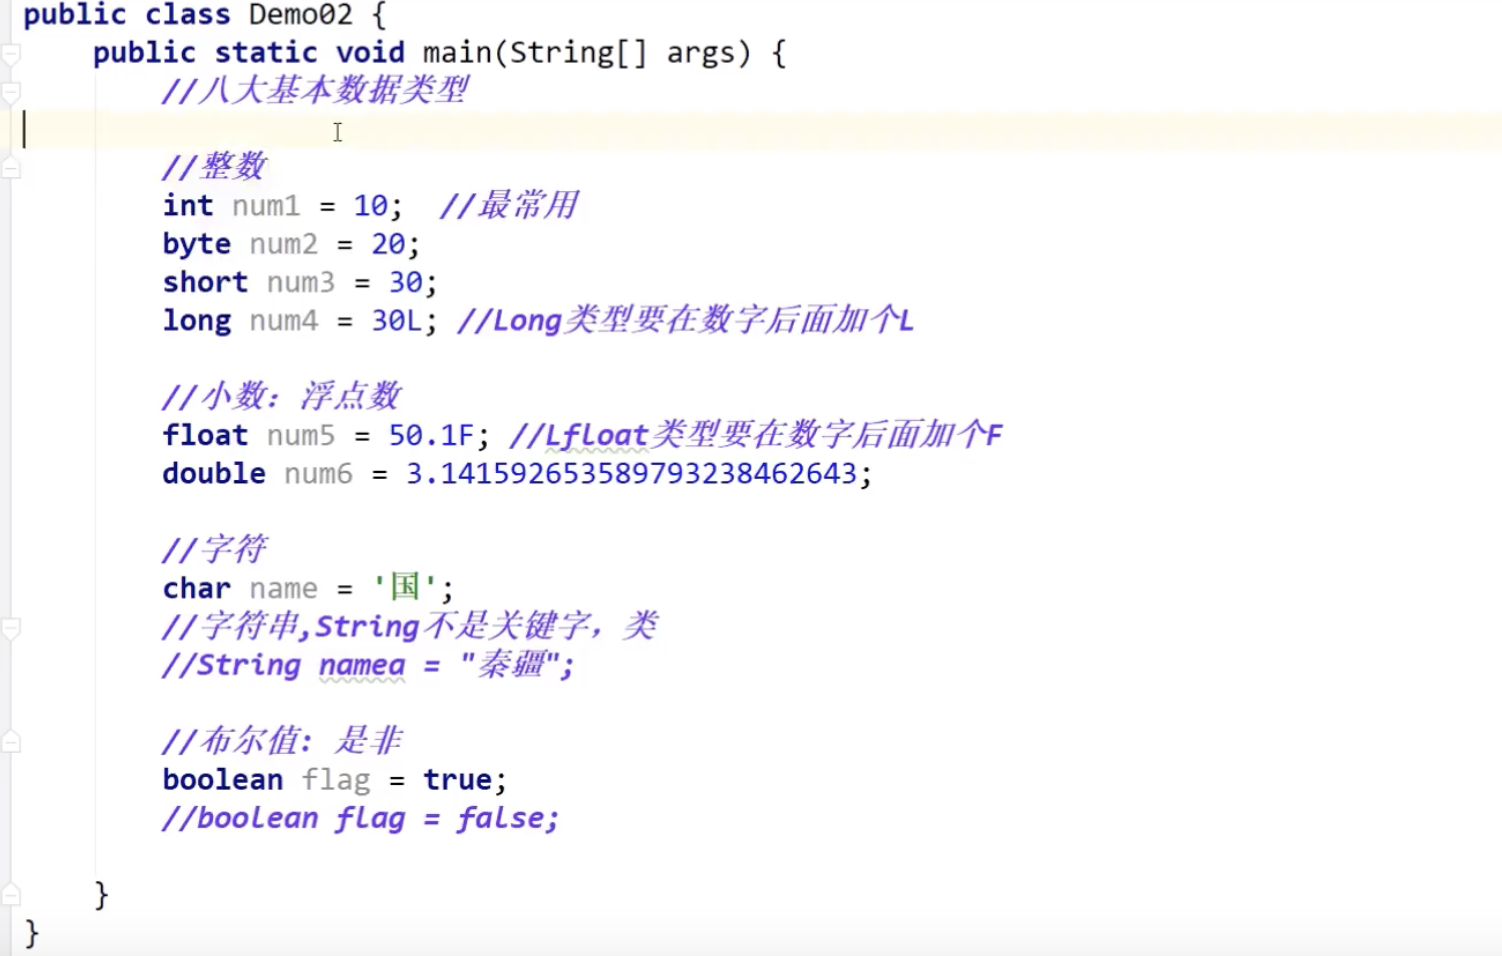 public class Demo02 {
public static void main(String[] args) {
//八大基本数据类型
//整数
int num1 = 10;  //最常用
byte num2 = 20;
short num3 = 30;
long num4 = 30L; //Long类型要在数字后面加个L
//小数：浮点数
float num5 = 50.1F; //Lfloat类型要在数字后面加个F
double num6 = 3.141592653589793238462643;
//字符
char name = '国';
//字符串,String不是关键字，类
//String namea = "秦疆";
//布尔值: 是非
boolean flag = true;
//boolean flag = false;
}
}